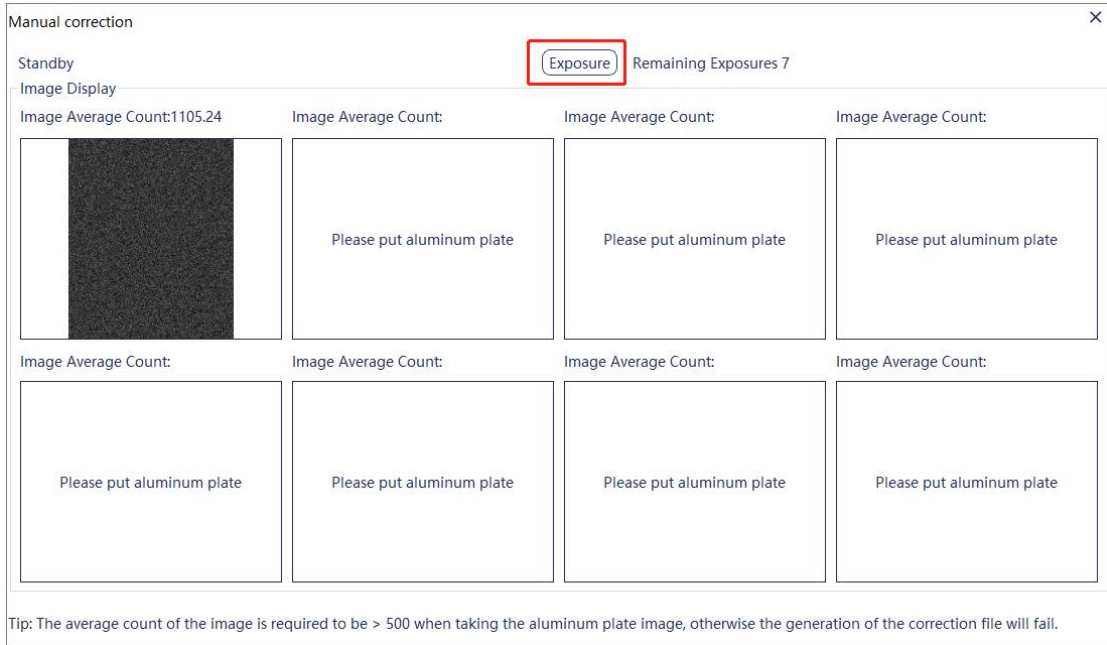 Manual correction
Standby
Exposure
Remaining Exposures 7
Image Display
Image Average Count:1105.24
Image Average Count:
Image Average Count:
Image Average Count:
Please put aluminum plate
Please put aluminum plate
Please put aluminum plate
Image Average Count:
Image Average Count:
Image Average Count:
Image Average Count:
Please put aluminum plate
Please put aluminum plate
Please put aluminum plate
Please put aluminum plate
Tip: The average count of the image is required to be > 500 when taking the aluminum plate image, otherwise the generation of the correction file will fail.